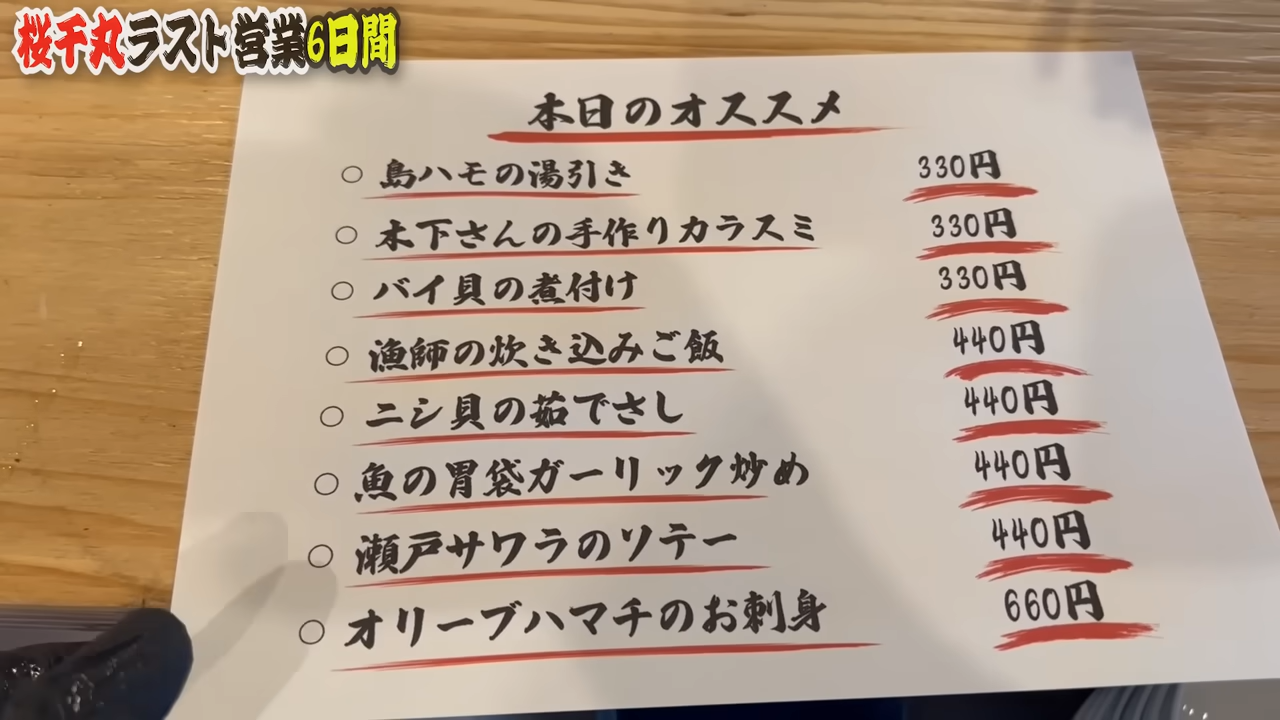 桜千丸ラスト営業6日間
本日のオススメ
○ 島ハモの湯引き 330円
○ 木下さんの手作りカラスミ 330円
○ バイ貝の煮付け 330円
○ 漁師の炊き込みご飯 440円
○ ニシ貝の茹でさし 440円
○ 魚の胃袋ガーリック炒め 440円
○ 瀬戸サワラのソテー 440円
○ オリーブハマチのお刺身 660円